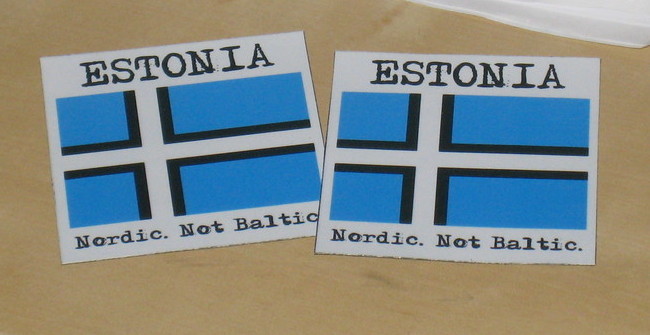 ESTONIA
Nordic. Not Baltic
ESTONIA
Nordic. Not Baltic.